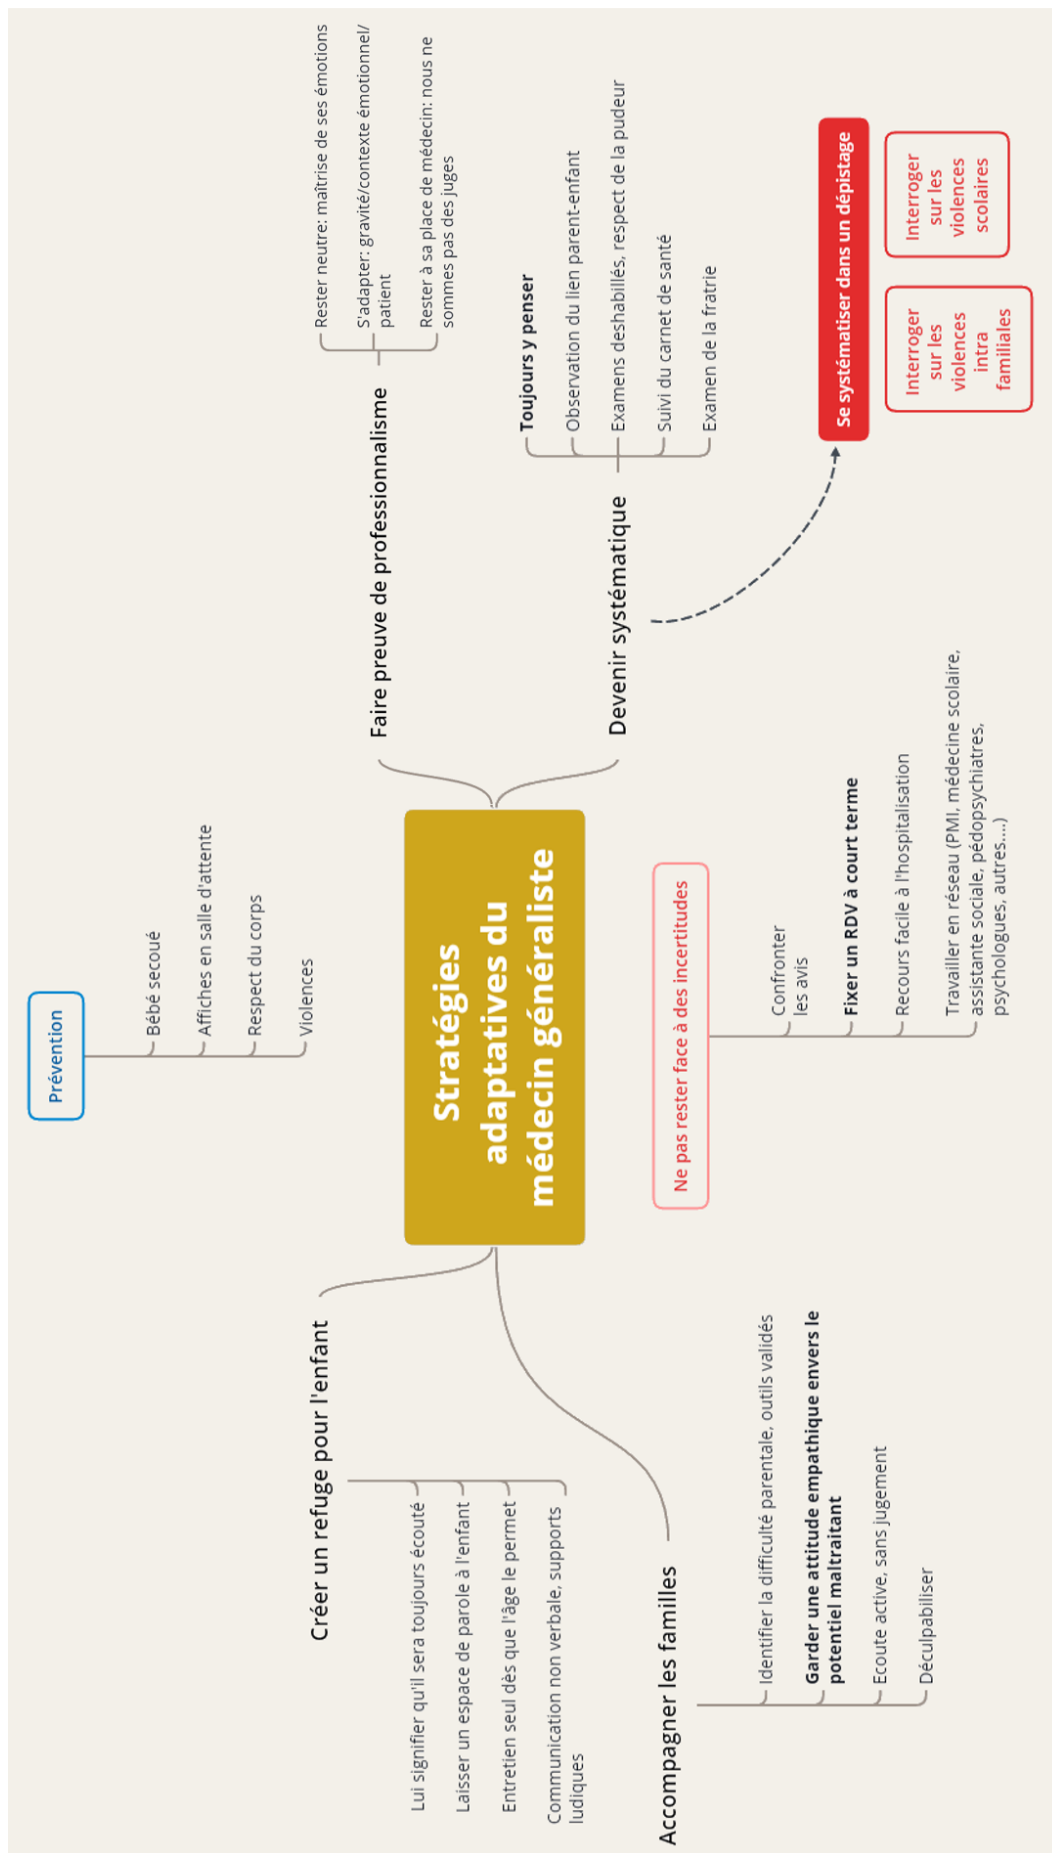 Prévention
Bébé secoué
Affiches en salle d'attente
Respect du corps
Violences
Créer un refuge pour l'enfant
Lui signifier qu'il sera toujours écouté
Laisser un espace de parole à l'enfant
Entretien seul dès que l'âge le permet
Communication non verbale, supports
ludiques
Stratégies
adaptatives du
médecin généraliste
Faire preuve de professionnalisme
Rester neutre: maîtrise de ses émotions
S'adapter: gravité/contexte émotionnel/
patient
Rester à sa place de médecin: nous ne
sommes pas des juges
Devenir systématique
Toujours y penser
Observation du lien parent-enfant
Examens deshabillés, respect de la pudeur
Suivi du carnet de santé
Examen de la fratrie
Accompagner les familles
Identifier la difficulté parentale, outils validés
Garder une attitude empathique envers le
potentiel maltraitant
Ecoute active, sans jugement
Déculpabiliser
Ne pas rester face à des incertitudes
Confronter
les avis
Fixer un RDV à court terme
Recours facile à l'hospitalisation
Travailler en réseau (PMI, médecine scolaire,
assistante sociale, pédopsychiatres,
psychologues, autres....)
Se systématiser dans un dépistage
Interroger
sur les
violences
intra
familiales
Interroger
sur les
violences
scolaires